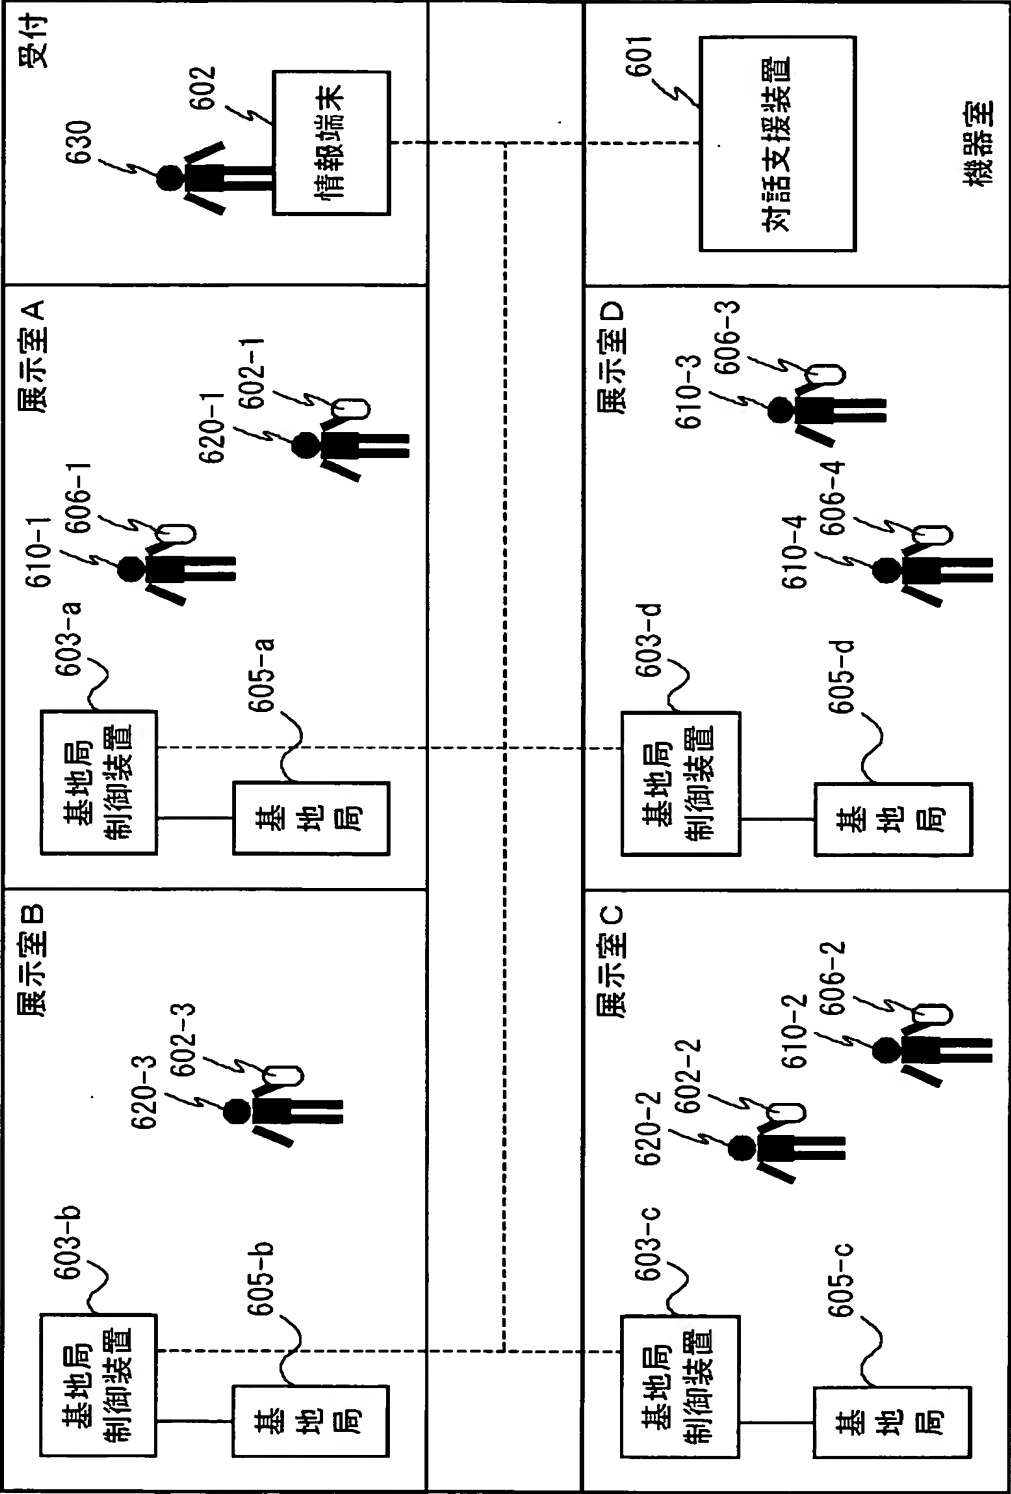 展示室B
603-b
基地局
制御装置
605-b
基地局
620-3
602-3
展示室A
603-a
基地局
制御装置
605-a
基地局
610-1
606-1
620-1
602-1
受付
630
602
情報端末
展示室C
603-c
基地局
制御装置
605-c
基地局
620-2
602-2
610-2
606-2
展示室D
603-d
基地局
制御装置
605-d
基地局
610-4
606-4
610-3
606-3
601
対話支援装置
機器室